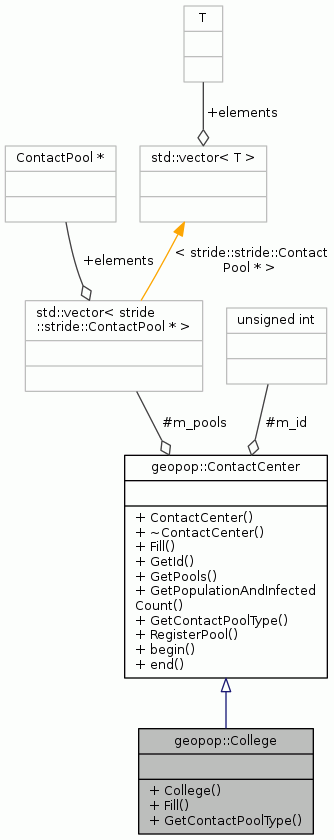 T
+elements
ContactPool *
std::vector< T >
+elements
< stride::stride::Contact
Pool * >
std::vector< stride
::stride::ContactPool * >
unsigned int
#m_pools
#m_id
geopop::ContactCenter
+ ContactCenter()
+ ~ContactCenter()
+ Fill()
+ GetId()
+ GetPools()
+ GetPopulationAndInfected
Count()
+ GetContactPoolType()
+ RegisterPool()
+ begin()
+ end()
geopop::College
+ College()
+ Fill()
+ GetContactPoolType()